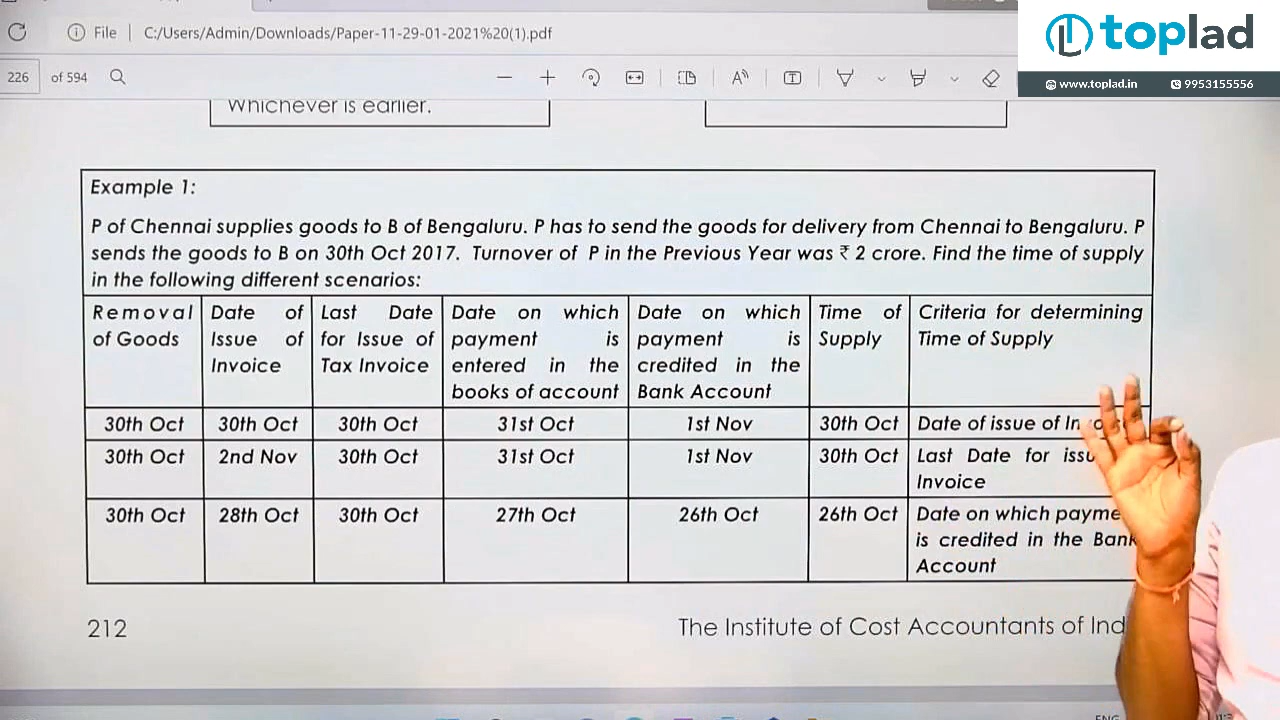 File
C:/Users/Admin/Downloads/Paper-11-29-01-2021%20(1).pdf
toplad
www.toplad.in
9953155556
226
of 594
Whichever is earlier.
Example 1:
P of Chennai supplies goods to B of Bengaluru. P has to send the goods for delivery from Chennai to Bengaluru. P
sends the goods to B on 30th Oct 2017. Turnover of P in the Previous Year was ₹ 2 crore. Find the time of supply
in the following different scenarios:
Removal
of Goods
Date of
Issue of
Invoice
Last Date
for Issue of
Tax Invoice
Date on which
payment is
entered in the
books of account
Date on which
payment is
credited in the
Bank Account
Time of
Supply
Criteria for determining
Time of Supply
30th Oct
30th Oct
30th Oct
31st Oct
1st Nov
30th Oct
Date of issue of
30th Oct
2nd Nov
30th Oct
31st Oct
1st Nov
30th Oct
Last Date for
Invoice
30th Oct
28th Oct
30th Oct
27th Oct
26th Oct
26th Oct
Date on which
is credited in the Bank
Account
212
The Institute of Cost Accountants of
ENG